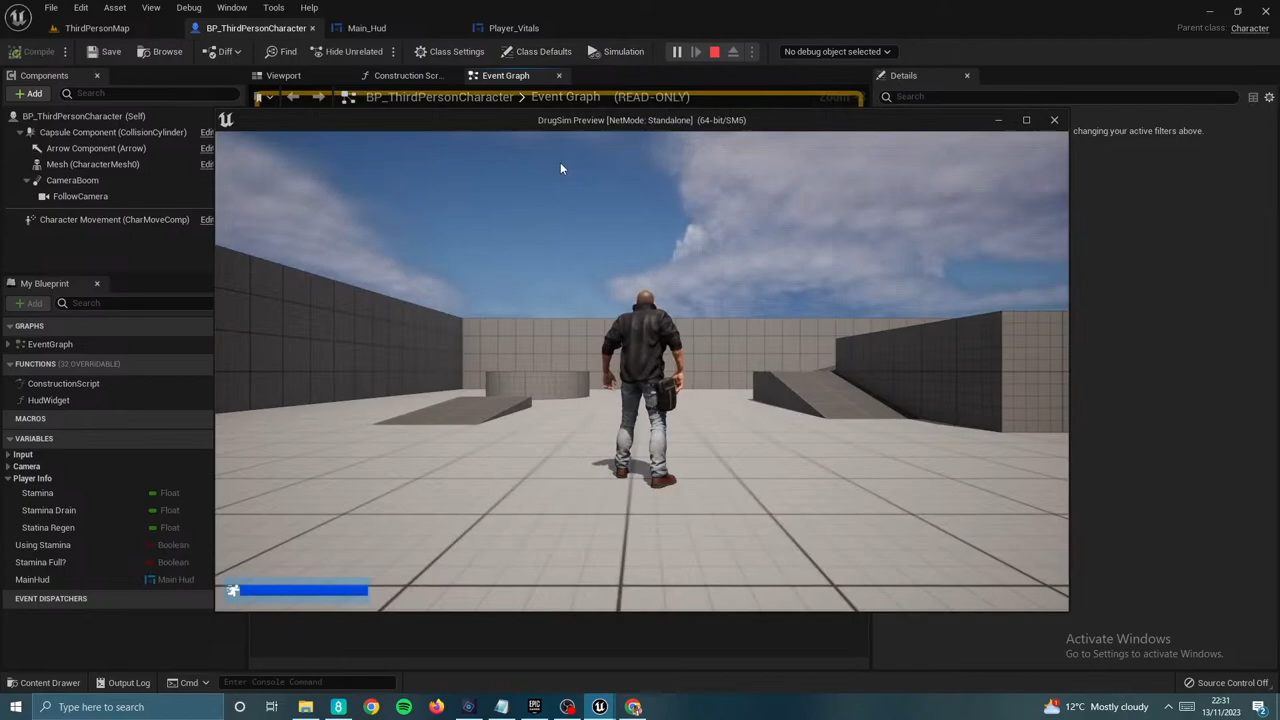 File Edit Asset View Debug Window Tools Help
ThirdPersonMap BP_ThirdPersonCharacter Main_Hud Player_Vitals Parent class: Character
Compile Save Browse Diff Find Hide Unrelated Class Settings Class Defaults Simulation No debug object selected
Components Viewport Construction Scr... Event Graph Details
Add Search BP_ThirdPersonCharacter > Event Graph (READ-ONLY) Zoom Search
BP_ThirdPersonCharacter (Self) DrugSim Preview [NetMode: Standalone] (64-bit/SM5)
Capsule Component (CollisionCylinder) Edi changing your active filters above.
Arrow Component (Arrow) Edi
Mesh (CharacterMesh0) Edi
CameraBoom
FollowCamera
Character Movement (CharMoveComp) Edi
My Blueprint
Add Search
GRAPHS
EventGraph
FUNCTIONS (32 OVERRIDABLE)
ConstructionScript
HudWidget
MACROS
VARIABLES
Input
Camera
Player Info
Stamina Float
Stamina Drain Float
Statina Regen Float
Using Stamina Boolean
Stamina Full? Boolean
MainHud Main Hud
EVENT DISPATCHERS
Activate Windows
Go to Settings to activate Windows.
Content Drawer Output Log Cmd Enter Console Command Source Control Off
Type here to search 12°C Mostly cloudy 22:31
13/11/2023